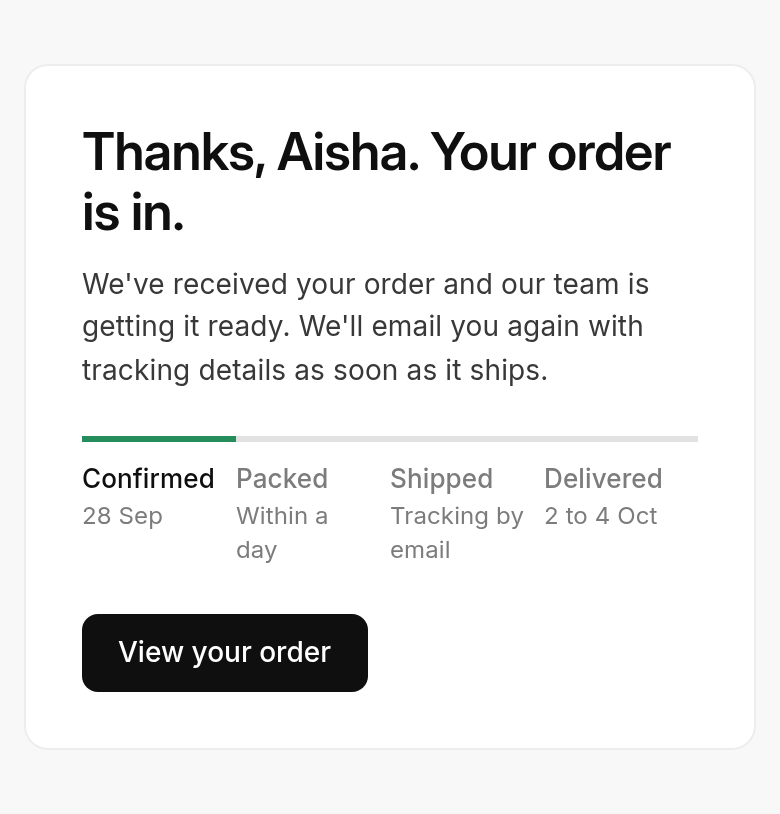 Thanks, Aisha. Your order
is in.
We've received your order and our team is
getting it ready. We'll email you again with
tracking details as soon as it ships.
Confirmed Packed Shipped Delivered
28 Sep Within a Tracking by 2 to 4 Oct
day email
View your order